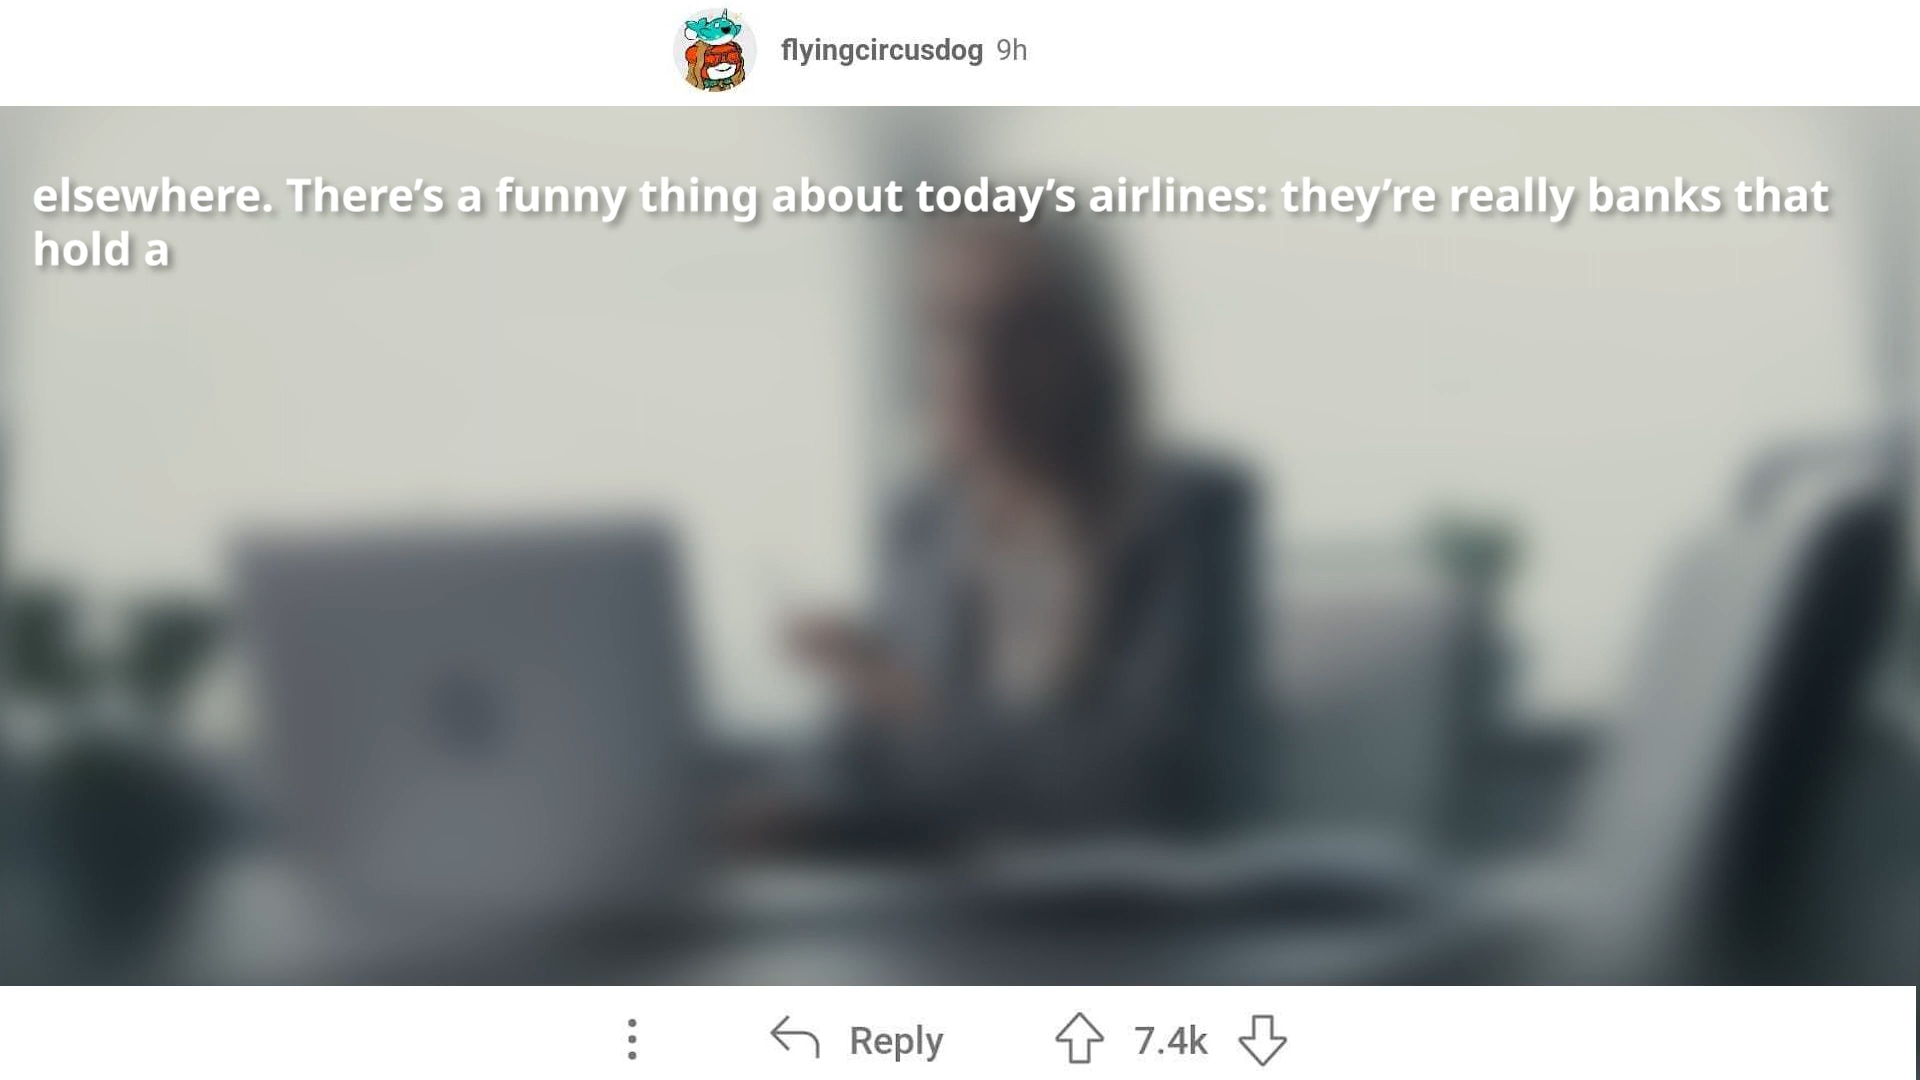 flyingcircusdog 9h
elsewhere. There’s a funny thing about today’s airlines: they’re really banks that
hold a
Reply 7.4k